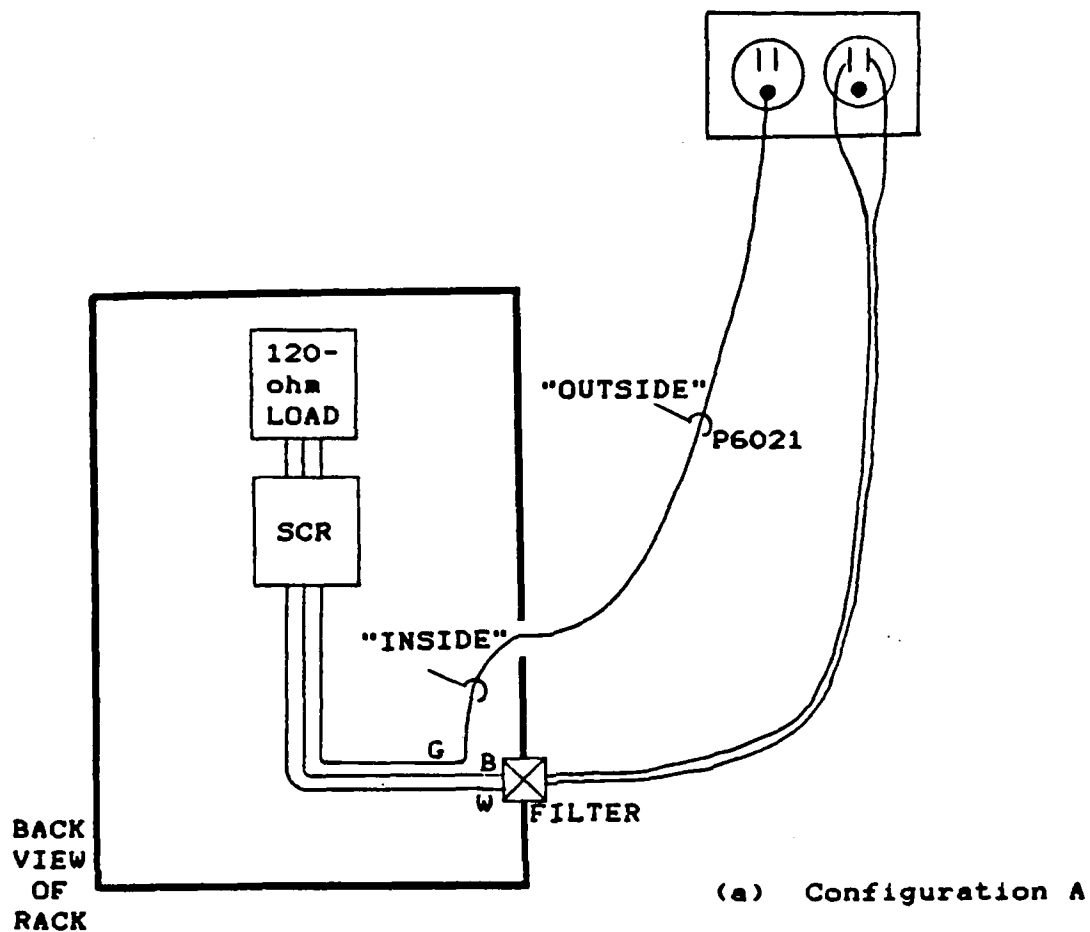 120-
ohm
LOAD
"OUTSIDE"
P6021
SCR
"INSIDE"
G
B
W
FILTER
BACK
VIEW
OF
RACK
(a) Configuration A